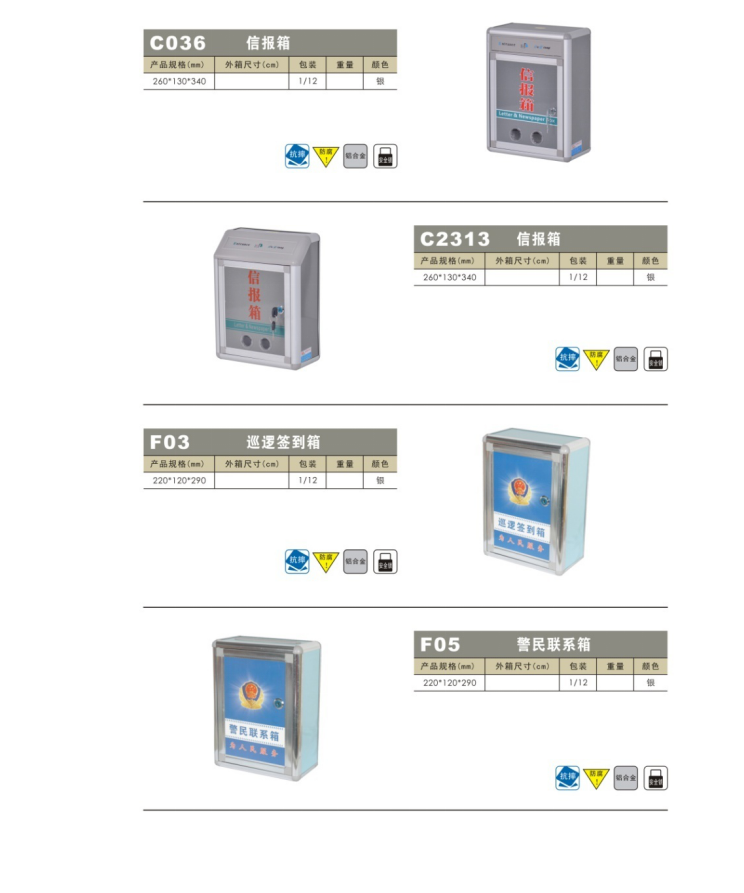 C036 信报箱
产品规格(mm) 外箱尺寸(cm) 包装 重量 颜色
260*130*340 1/12 银
信报箱
Letter & Newspaper
抗摔 防腐 ! 铝合金 安全锁
C2313 信报箱
产品规格(mm) 外箱尺寸(cm) 包装 重量 颜色
260*130*340 1/12 银
信报箱
抗摔 防腐 ! 铝合金 安全锁
F03 巡逻签到箱
产品规格(mm) 外箱尺寸(cm) 包装 重量 颜色
220*120*290 1/12 银
巡逻签到箱
为人民服务
抗摔 防腐 ! 铝合金 安全锁
F05 警民联系箱
产品规格(mm) 外箱尺寸(cm) 包装 重量 颜色
220*120*290 1/12 银
警民联系箱
为人民服务
抗摔 防腐 ! 铝合金 安全锁